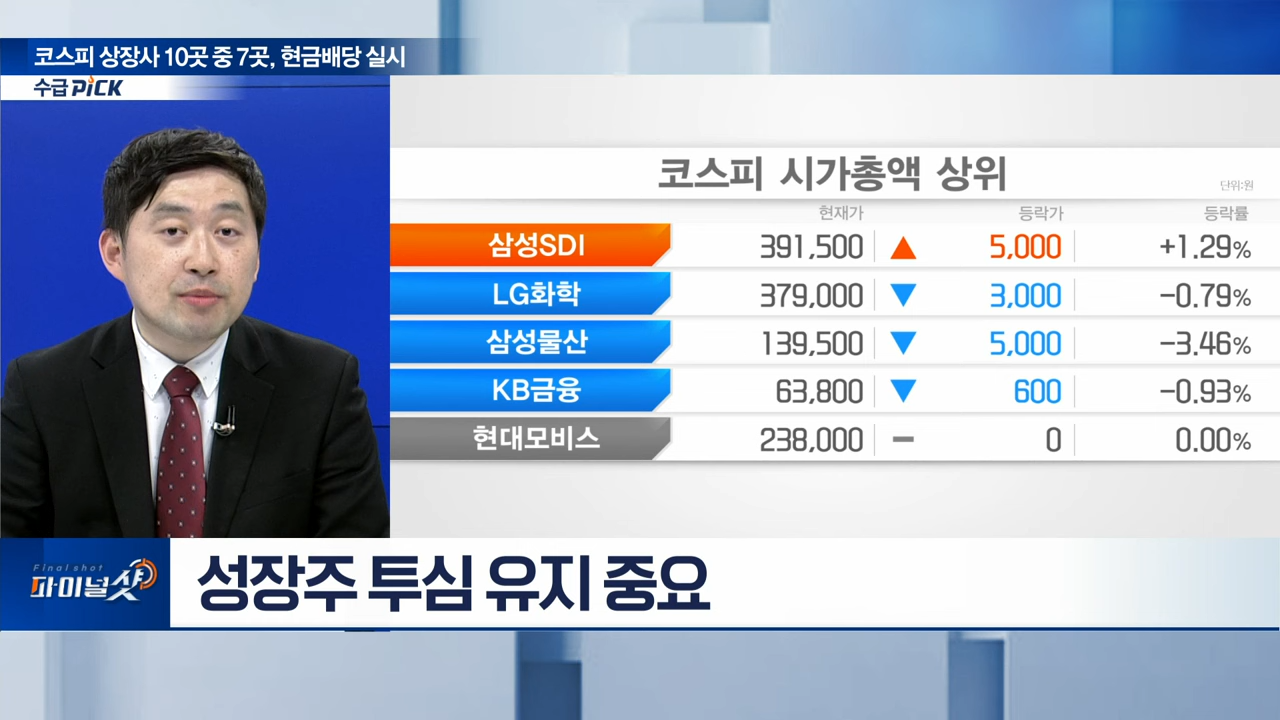 코스피 상장사 10곳 중 7곳, 현금배당 실시
수급 PiCK
코스피 시가총액 상위
단위:원
현재가 등락가 등락률
삼성SDI 391,500 ▲ 5,000 +1.29%
LG화학 379,000 ▼ 3,000 -0.79%
삼성물산 139,500 ▼ 5,000 -3.46%
KB금융 63,800 ▼ 600 -0.93%
현대모비스 238,000 - 0 0.00%
Final shot
파이널샷
성장주 투심 유지 중요